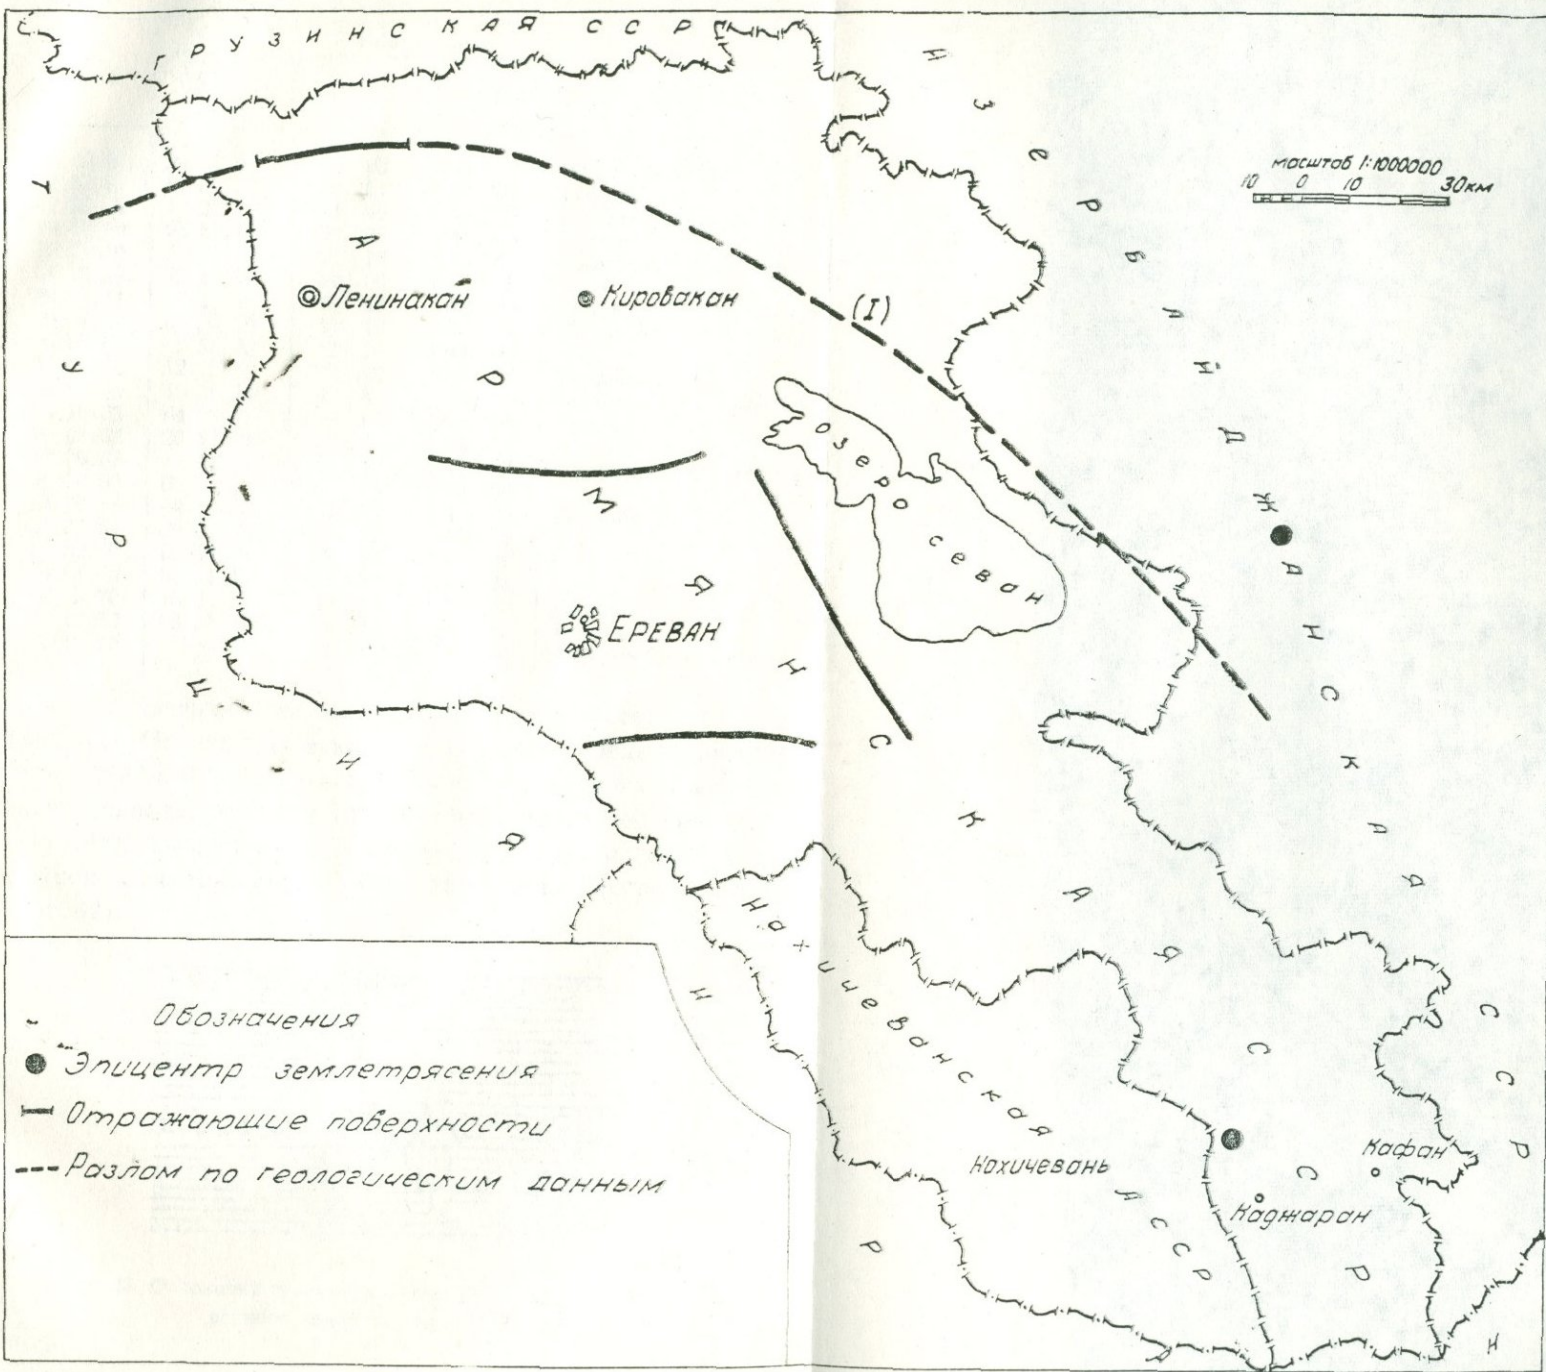 ГРУЗИНСКАЯ ССР
АЗЕРБАЙДЖАНСКАЯ ССР
масштаб 1:1000000
10 0 10 30км
ТУРЦИЯ
АРМЯНСКАЯ ССР
Ленинакан
Кировакан
(I)
озеро севан
ЕРЕВАН
Нахичеванская АССР
Нахичевань
Кафан
Каджаран
ИРАН
Обозначения
Эпицентр землетрясения
Отражающие поверхности
Разлом по геологическим данным